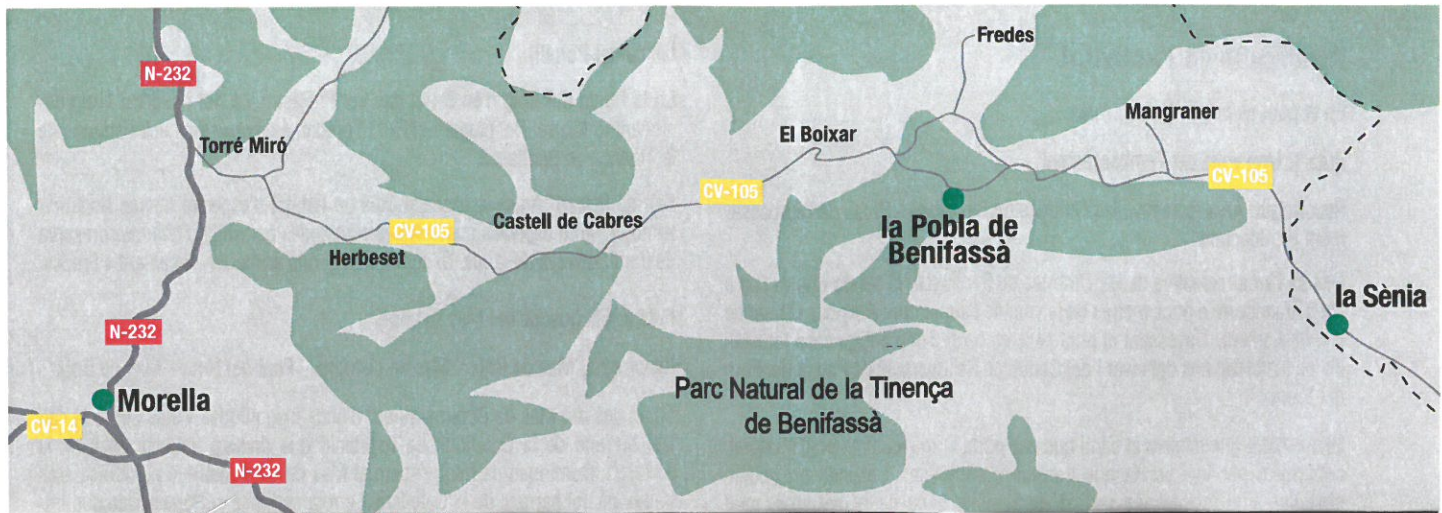 N-232
Fredes
Mangraner
Torré Miró
El Boixar
CV-105
CV-105
CV-105
Castell de Cabres
Herbeset
la Pobla de
Benifassà
la Sènia
N-232
Parc Natural de la Tinença
de Benifassà
Morella
CV-14
N-232